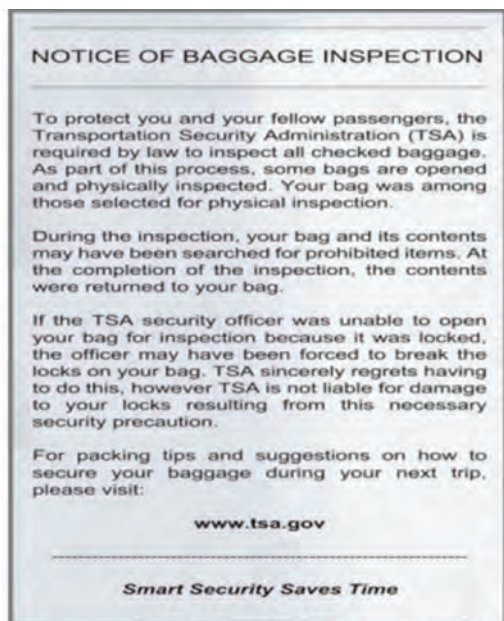 NOTICE OF BAGGAGE INSPECTION
To protect you and your fellow passengers, the
Transportation Security Administration (TSA) is
required by law to inspect all checked baggage.
As part of this process, some bags are opened
and physically inspected. Your bag was among
those selected for physical inspection.
During the inspection, your bag and its contents
may have been searched for prohibited items. At
the completion of the inspection, the contents
were returned to your bag.
If the TSA security officer was unable to open
your bag for inspection because it was locked,
the officer may have been forced to break the
locks on your bag. TSA sincerely regrets having
to do this, however TSA is not liable for damage
to your locks resulting from this necessary
security precaution.
For packing tips and suggestions on how to
secure your baggage during your next trip,
please visit:
www.tsa.gov
Smart Security Saves Time